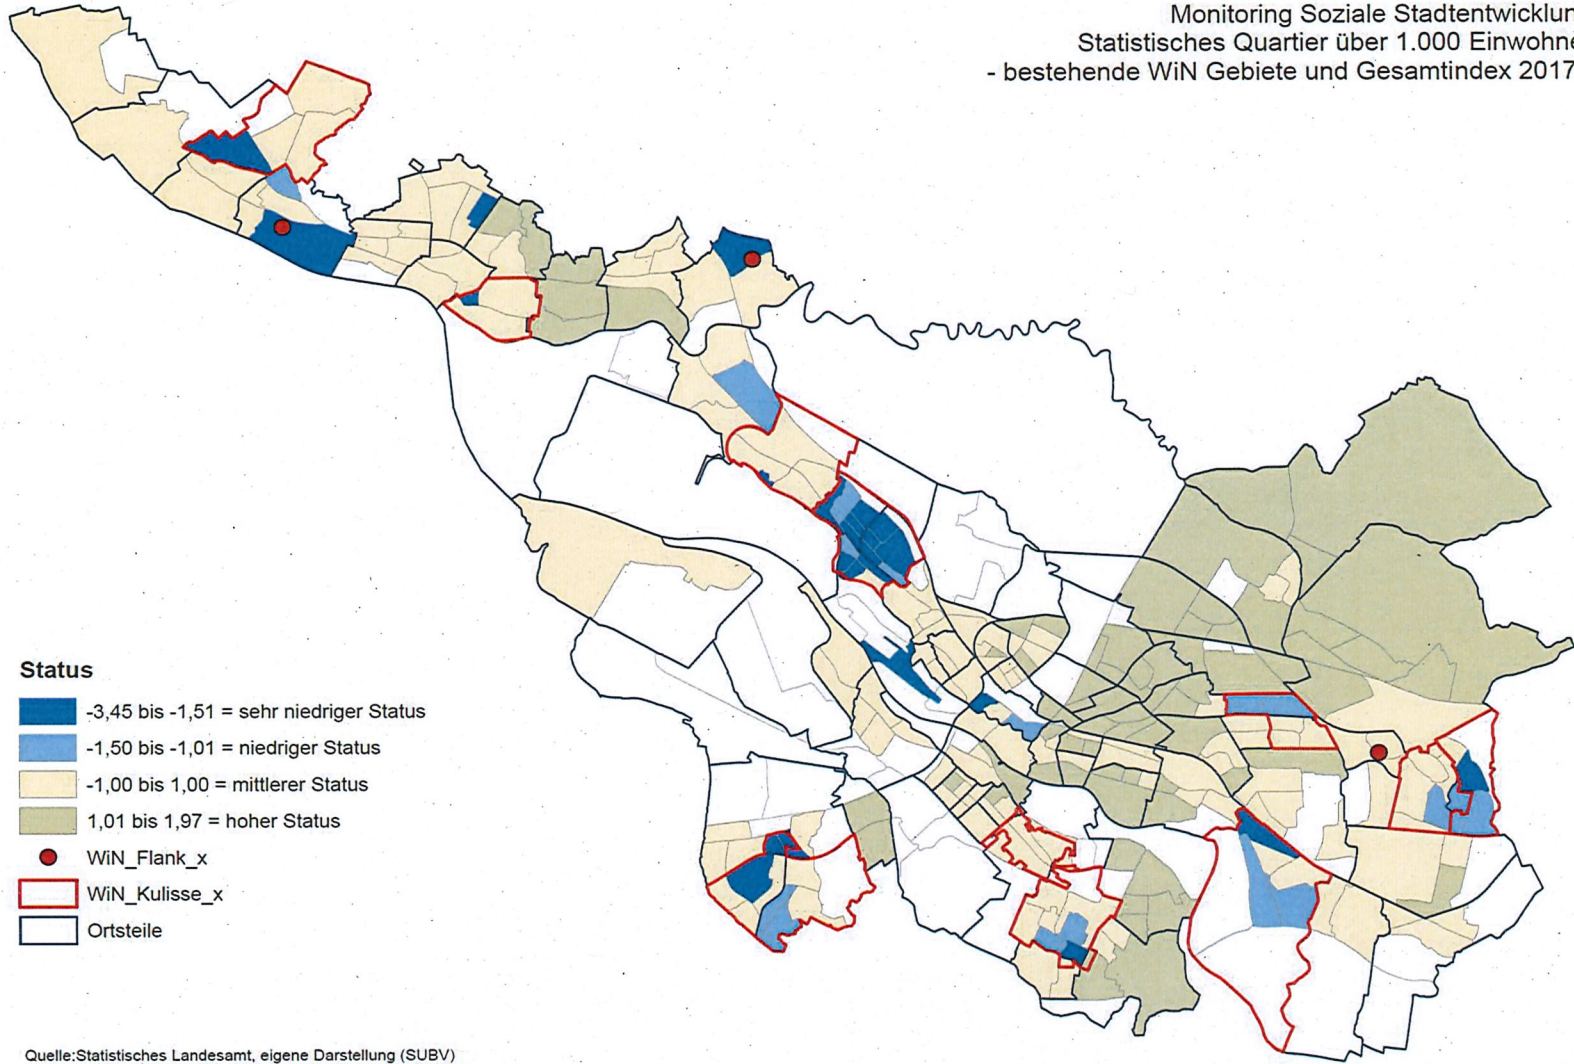 Monitoring Soziale Stadtentwicklun
Statistisches Quartier über 1.000 Einwohne
- bestehende WiN Gebiete und Gesamtindex 2017
Status
-3,45 bis -1,51 = sehr niedriger Status
-1,50 bis -1,01 = niedriger Status
-1,00 bis 1,00 = mittlerer Status
1,01 bis 1,97 = hoher Status
WiN_Flank_x
WiN_Kulisse_x
Ortsteile
Quelle:Statistisches Landesamt, eigene Darstellung (SUBV)